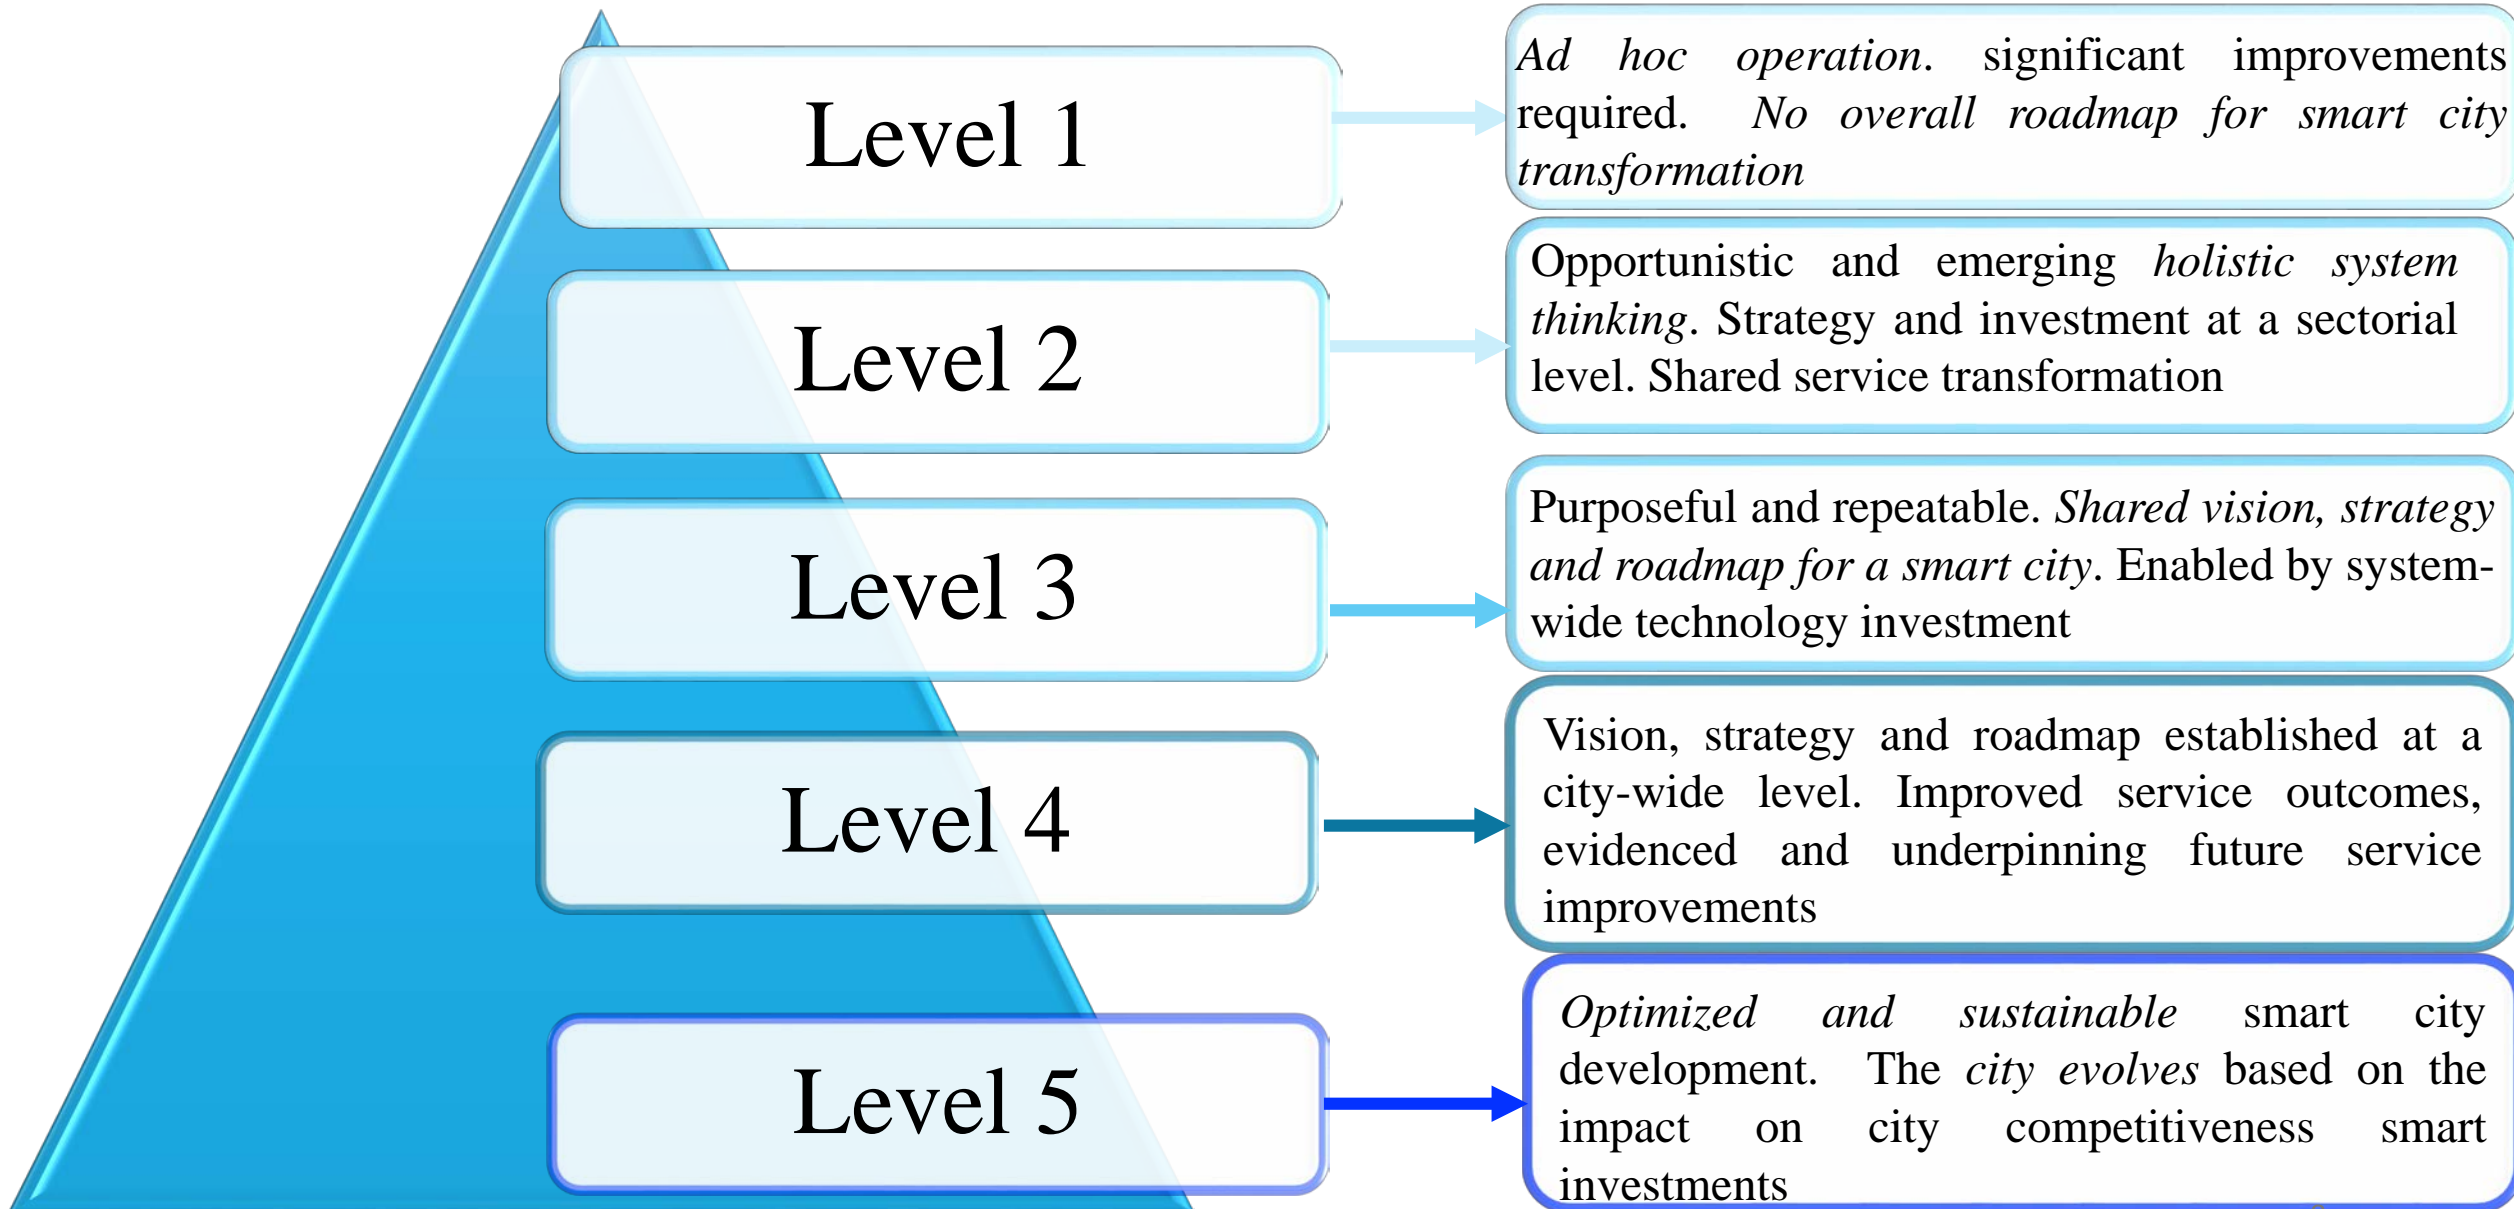 Level 1
Ad hoc operation. significant improvements
required. No overall roadmap for smart city
transformation
Level 2
Opportunistic and emerging holistic system
thinking. Strategy and investment at a sectorial
level. Shared service transformation
Level 3
Purposeful and repeatable. Shared vision, strategy
and roadmap for a smart city. Enabled by system-
wide technology investment
Level 4
Vision, strategy and roadmap established at a
city-wide level. Improved service outcomes,
evidenced and underpinning future service
improvements
Level 5
Optimized and sustainable smart city
development. The city evolves based on the
impact on city competitiveness smart
investments